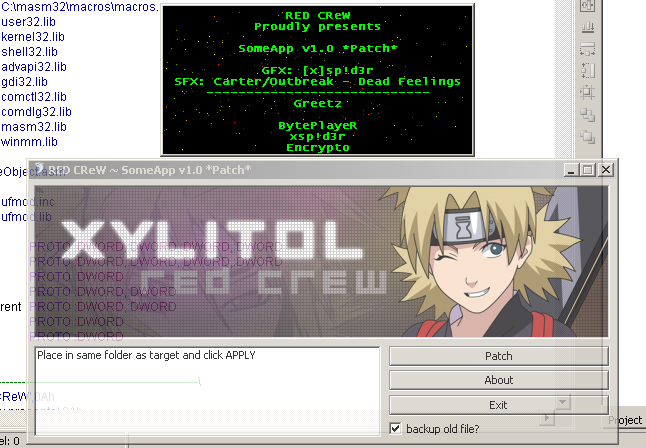 C:\masm32\macros\macros.
user32.lib
kernel32.lib
shell32.lib
advapi32.lib
gdi32.lib
comctl32.lib
comdlg32.lib
masm32.lib
winmm.lib
RED CReW
Proudly presents
SomeApp v1.0 *Patch*
GFX: [x]sp!d3r
SFX: Carter/Outbreak - Dead Feelings
----------------------------
Greetz
BytePlayeR
xsp!d3r
Encrypto
RED CReW ~ SomeApp v1.0 *Patch*
ufmod.inc
ufmod.lib
XYLITOL
RED CREW
PROTO :DWORD, :DWORD, :DWORD, :DWORD
PROTO :DWORD, :DWORD
PROTO :DWORD
PROTO :DWORD, :DWORD
rent PROTO :DWORD, :DWORD
PROTO :DWORD
PROTO :DWORD
Place in same folder as target and click APPLY
Patch
About
Exit
backup old file?
Project
el: 0